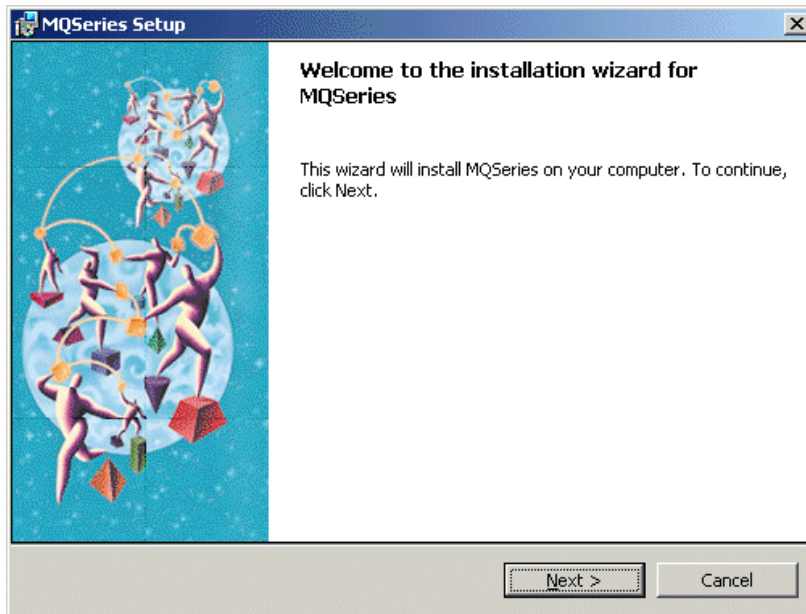 MQSeries Setup
Welcome to the installation wizard for
MQSeries
This wizard will install MQSeries on your computer. To continue,
click Next.
Next >
Cancel